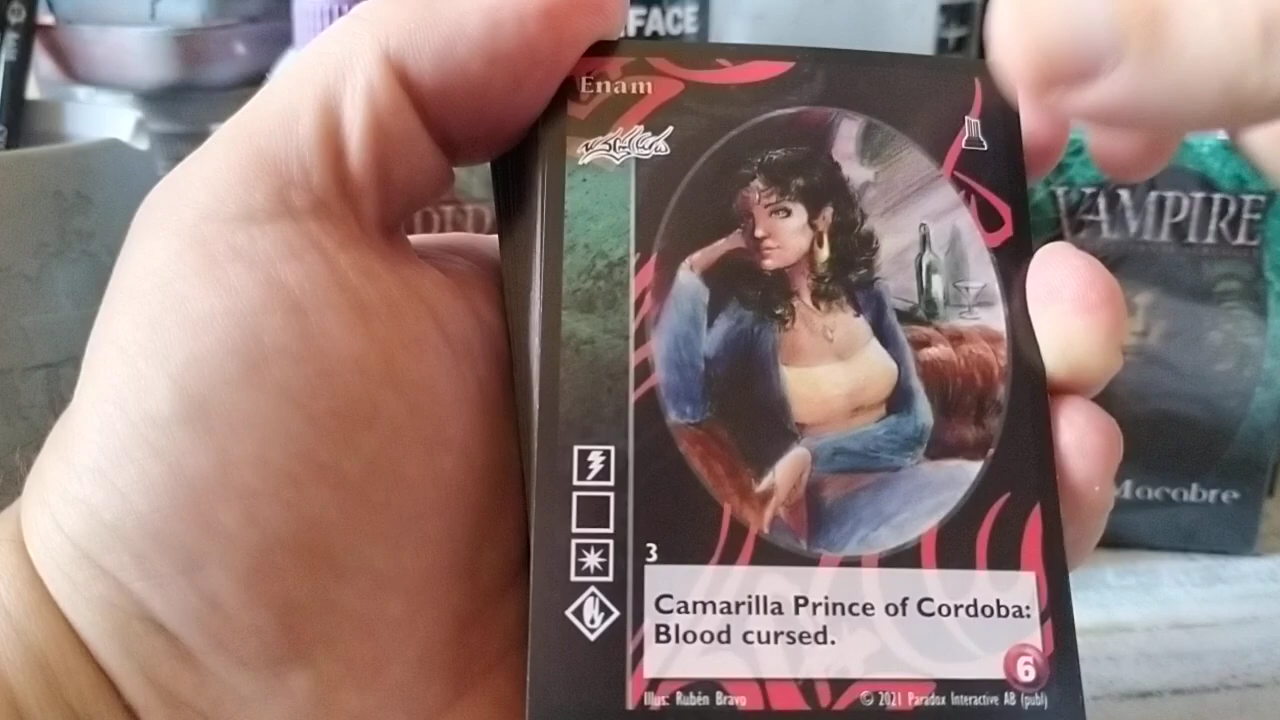 FACE
Énam
VAMPIRE
Macabre
3
Camarilla Prince of Cordoba:
Blood cursed.
6
Illus: Rubén Bravo
© 2021 Paradox Interactive AB (publ)